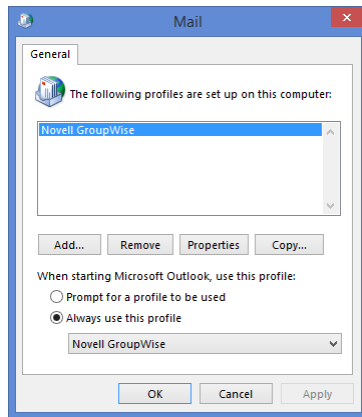 Mail
General
The following profiles are set up on this computer:
Novell GroupWise
Add...
Remove
Properties
Copy...
When starting Microsoft Outlook, use this profile:
Prompt for a profile to be used
Always use this profile
Novell GroupWise
OK
Cancel
Apply